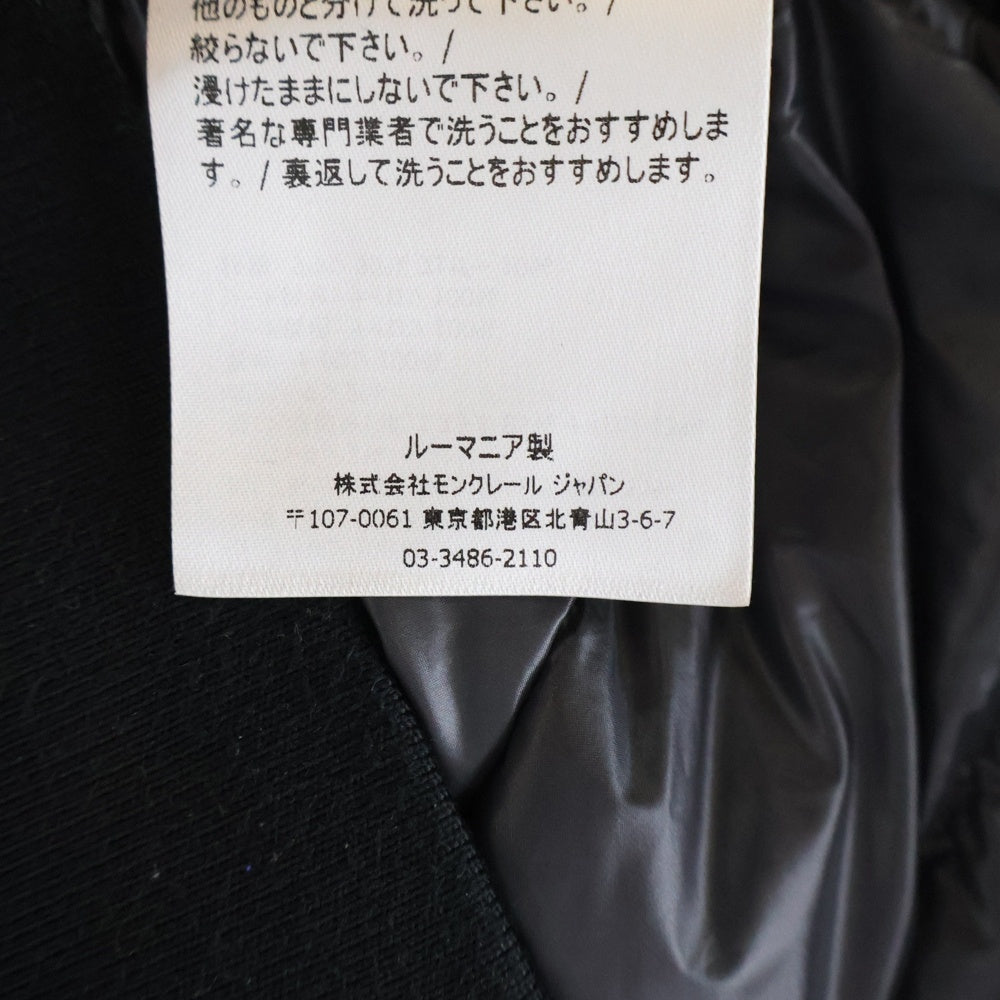 他のものと分けて洗って下さい。/
絞らないで下さい。/
浸けたままにしないで下さい。/
著名な専門業者で洗うことをおすすめしま
す。/ 裏返して洗うことをおすすめします。
ルーマニア製
株式会社モンクレール ジャパン
〒107-0061 東京都港区北青山3-6-7
03-3486-2110